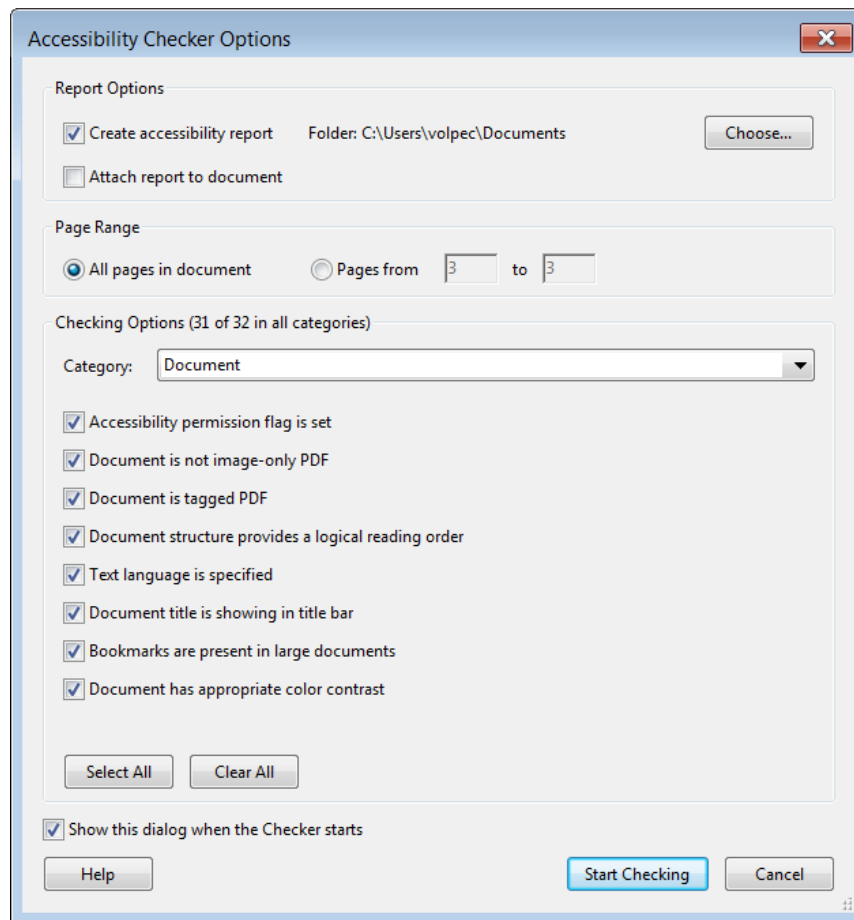 Accessibility Checker Options
Report Options
Create accessibility report Folder: C:\Users\volpec\Documents Choose...
Attach report to document
Page Range
All pages in document Pages from 3 to 3
Checking Options (31 of 32 in all categories)
Category: Document
Accessibility permission flag is set
Document is not image-only PDF
Document is tagged PDF
Document structure provides a logical reading order
Text language is specified
Document title is showing in title bar
Bookmarks are present in large documents
Document has appropriate color contrast
Select All Clear All
Show this dialog when the Checker starts
Help Start Checking Cancel